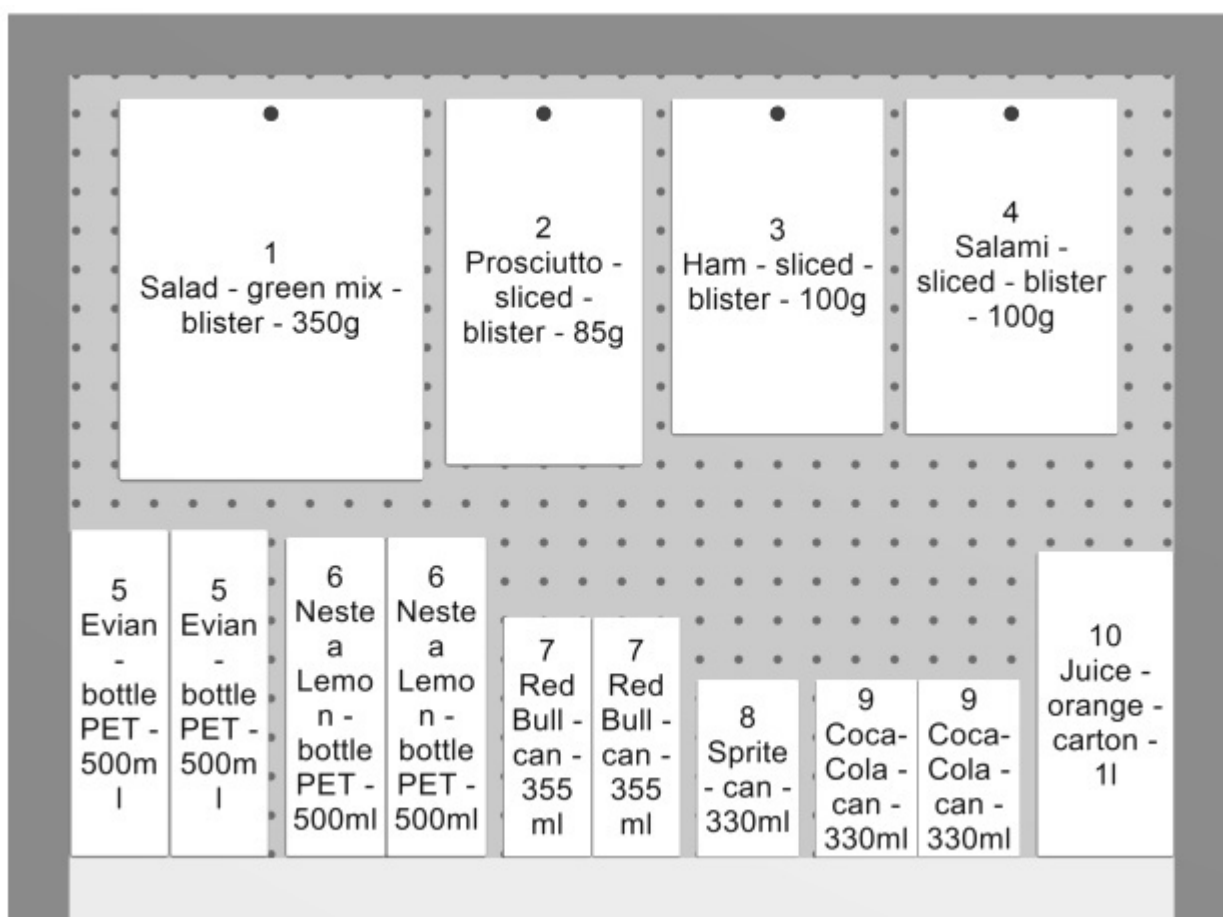 1
Salad - green mix -
blister - 350g
2
Prosciutto -
sliced -
blister - 85g
3
Ham - sliced -
blister - 100g
4
Salami -
sliced - blister
- 100g
5
Evian
-
bottle
PET -
500m
l
5
Evian
-
bottle
PET -
500m
l
6
Neste
a
Lemo
n -
bottle
PET -
500ml
6
Neste
a
Lemo
n -
bottle
PET -
500ml
7
Red
Bull -
can -
355
ml
7
Red
Bull -
can -
355
ml
8
Sprite
- can -
330ml
9
Coca-
Cola -
can -
330ml
9
Coca-
Cola -
can -
330ml
10
Juice -
orange -
carton -
1l